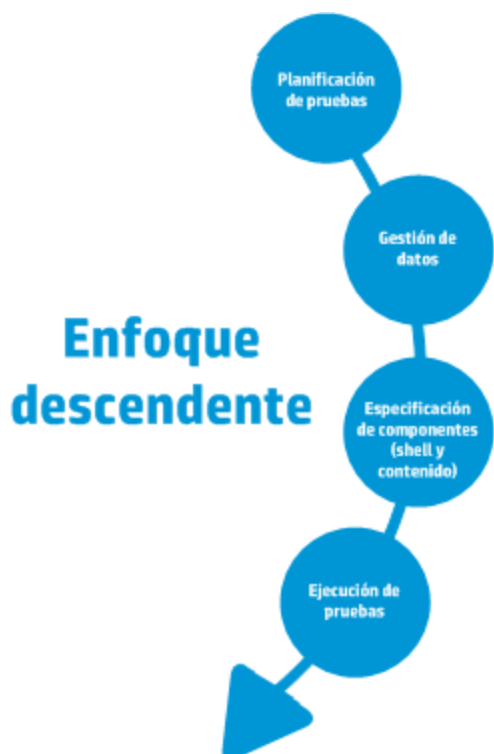 Planificación
de pruebas
Gestión de
datos
Enfoque
descendente
Especificación
de componentes
(shell y
contenido)
Ejecución de
pruebas